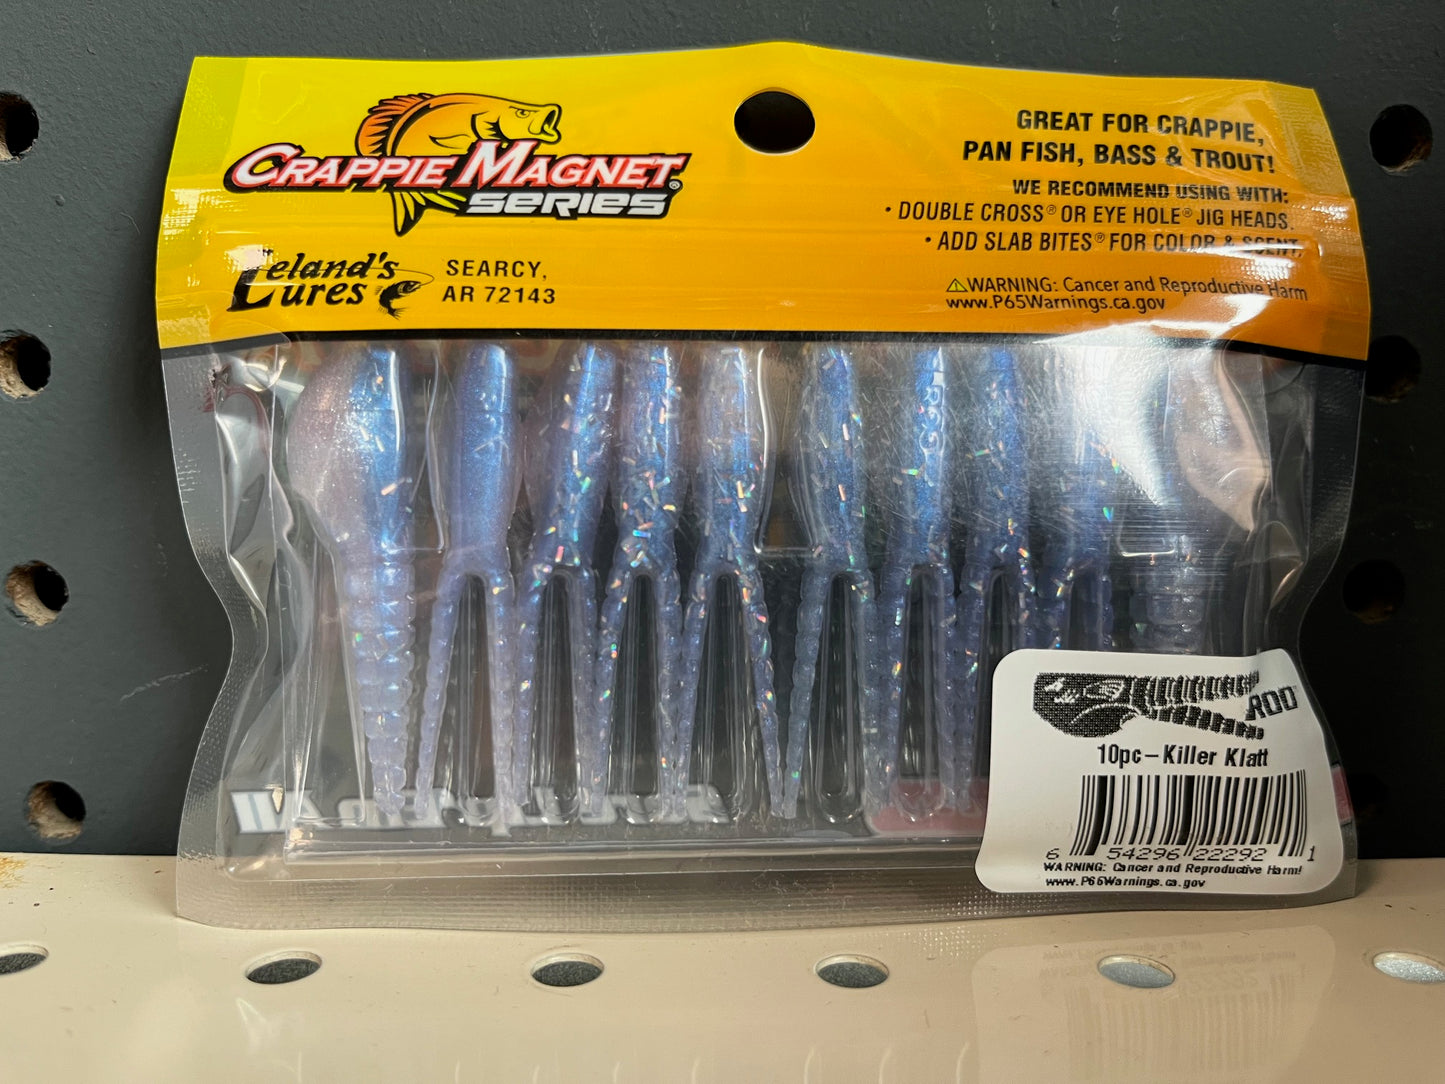 CRAPPIE MAGNET®
SERIES
Leland's
Lures
SEARCY,
AR 72143
GREAT FOR CRAPPIE,
PAN FISH, BASS & TROUT!
WE RECOMMEND USING WITH:
• DOUBLE CROSS® OR EYE HOLE® JIG HEADS.
• ADD SLAB BITES® FOR COLOR & SCENT.
⚠WARNING: Cancer and Reproductive Harm
www.P65Warnings.ca.gov
ROO
10pc-Killer Klatt
6 54296 22292 1
WARNING: Cancer and Reproductive Harm!
www.P65Warnings.ca.gov